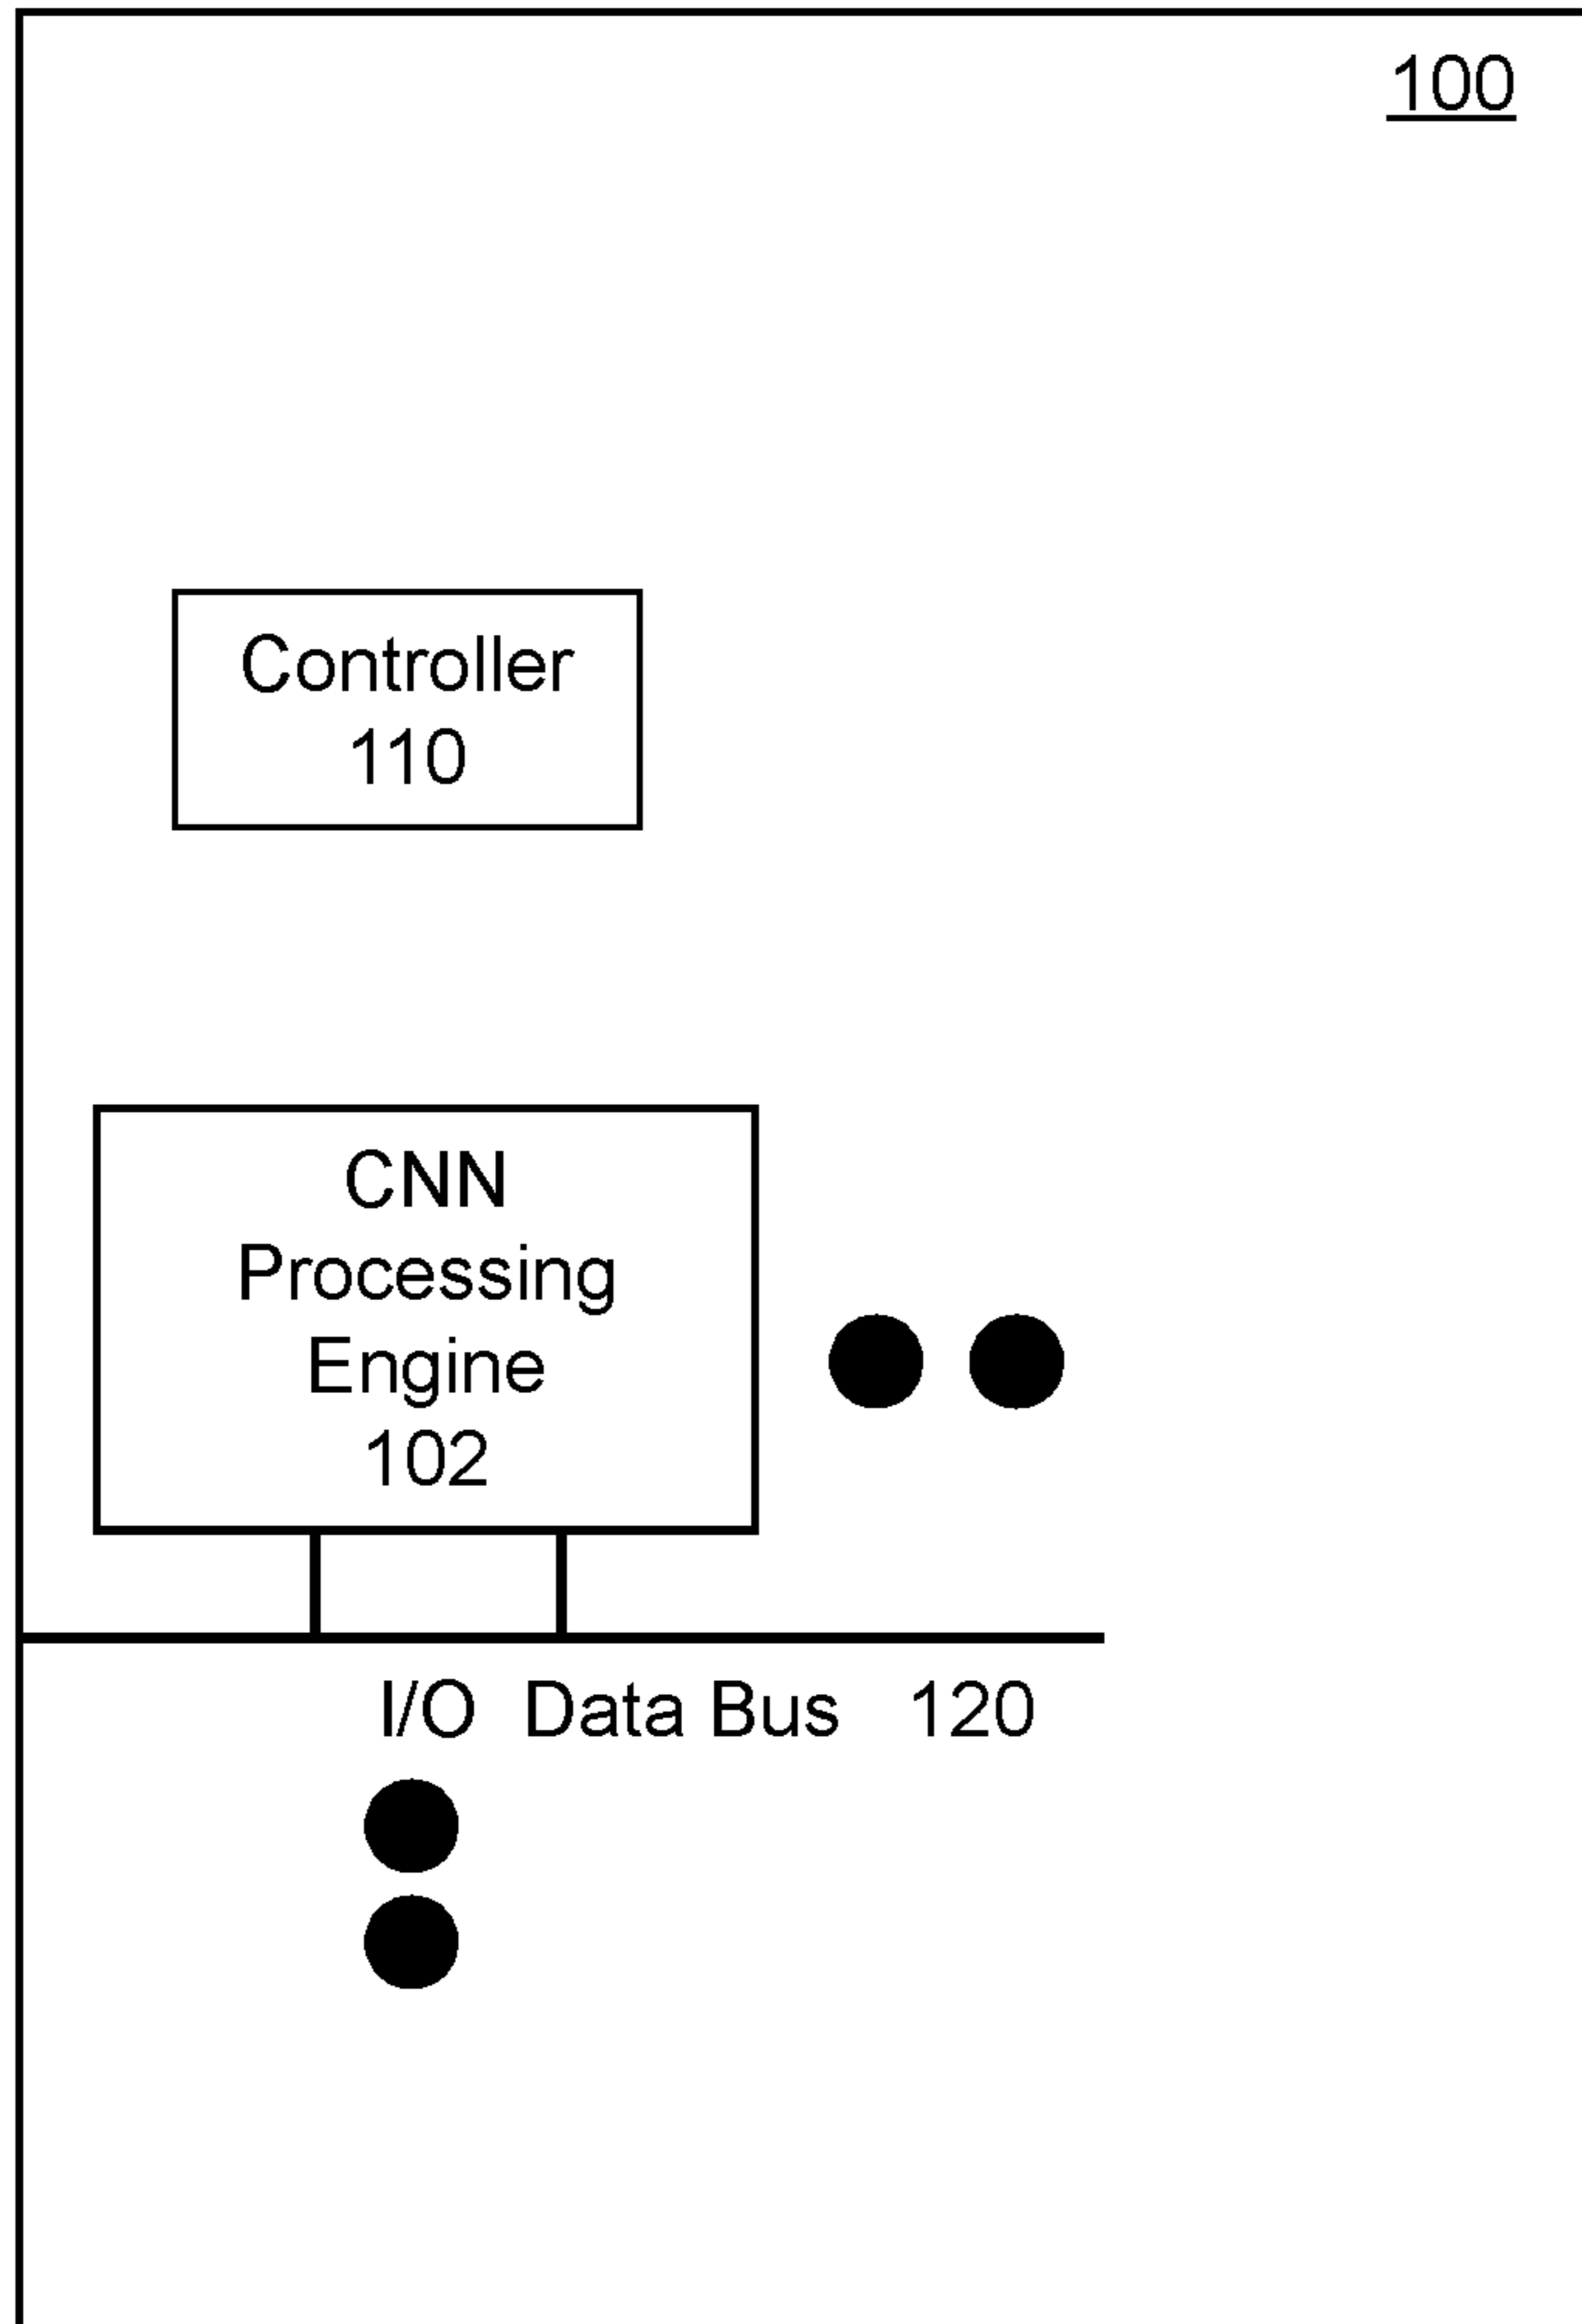 100
Controller
110
CNN
Processing
Engine
102
I/O Data Bus 120